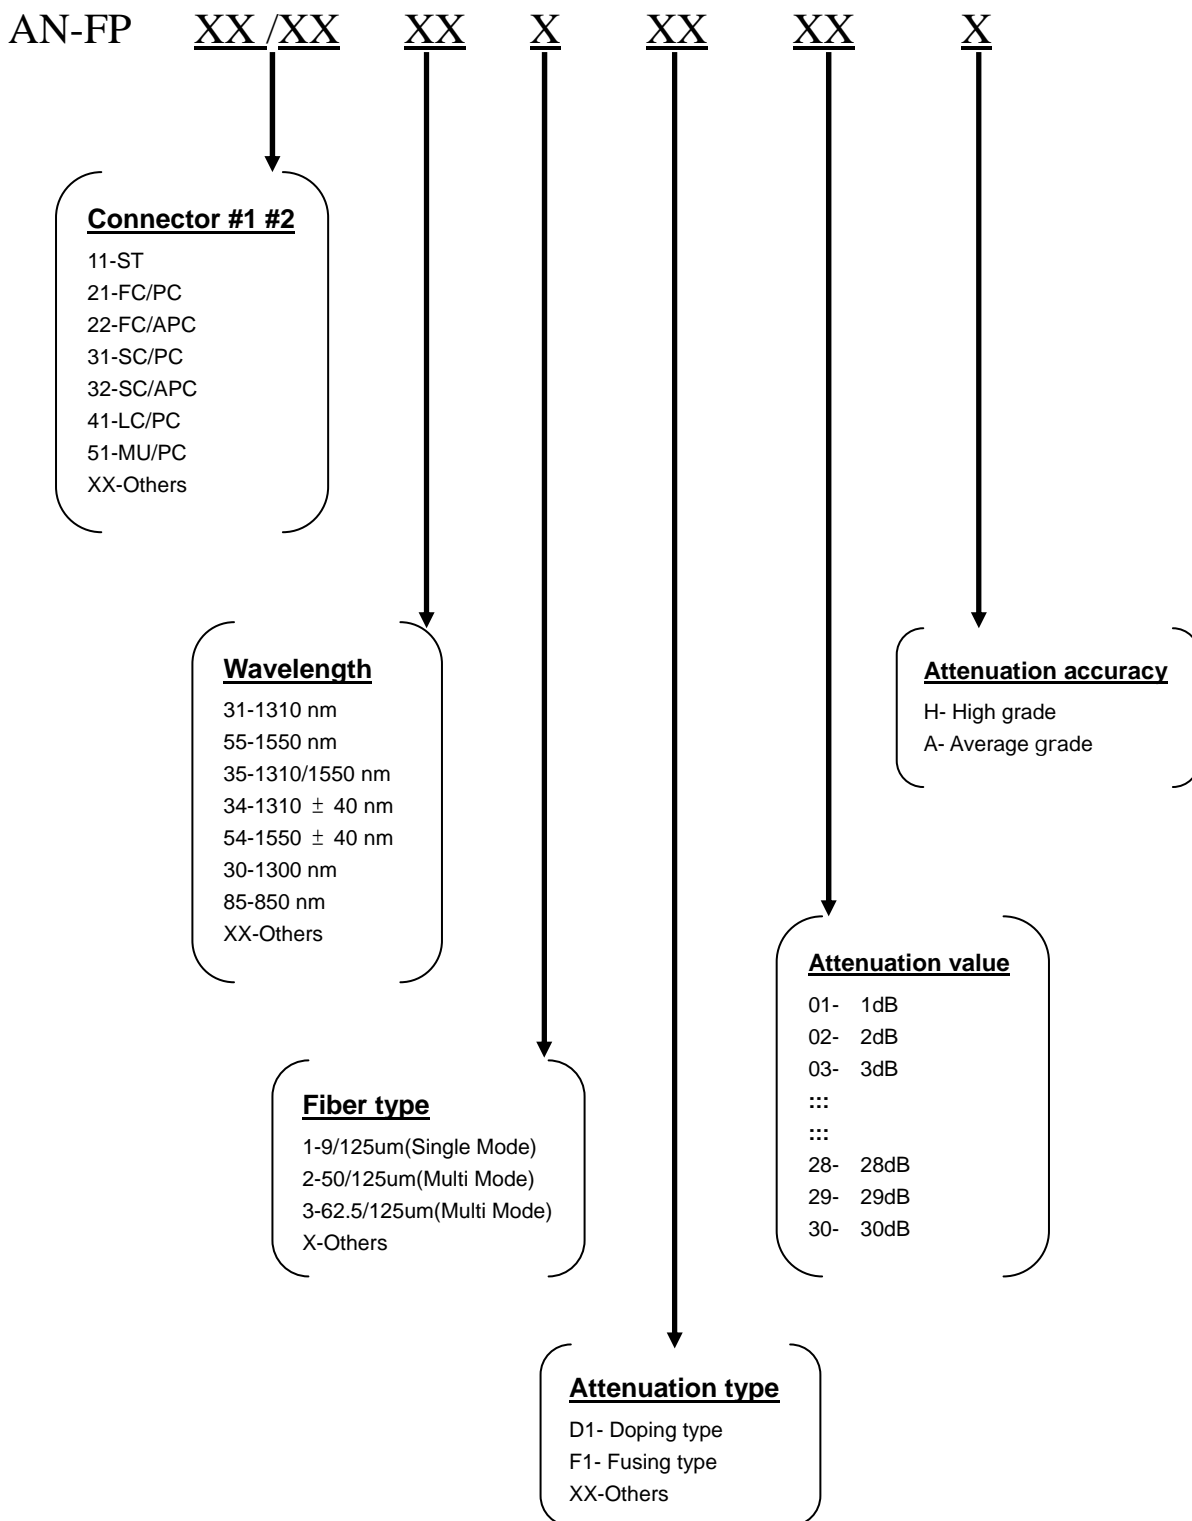 AN-FP XX /XX XX X XX XX X
Connector #1 #2
11-ST
21-FC/PC
22-FC/APC
31-SC/PC
32-SC/APC
41-LC/PC
51-MU/PC
XX-Others
Wavelength
31-1310 nm
55-1550 nm
35-1310/1550 nm
34-1310 ± 40 nm
54-1550 ± 40 nm
30-1300 nm
85-850 nm
XX-Others
Attenuation accuracy
H- High grade
A- Average grade
Fiber type
1-9/125um(Single Mode)
2-50/125um(Multi Mode)
3-62.5/125um(Multi Mode)
X-Others
Attenuation value
01- 1dB
02- 2dB
03- 3dB
:::
:::
28- 28dB
29- 29dB
30- 30dB
Attenuation type
D1- Doping type
F1- Fusing type
XX-Others